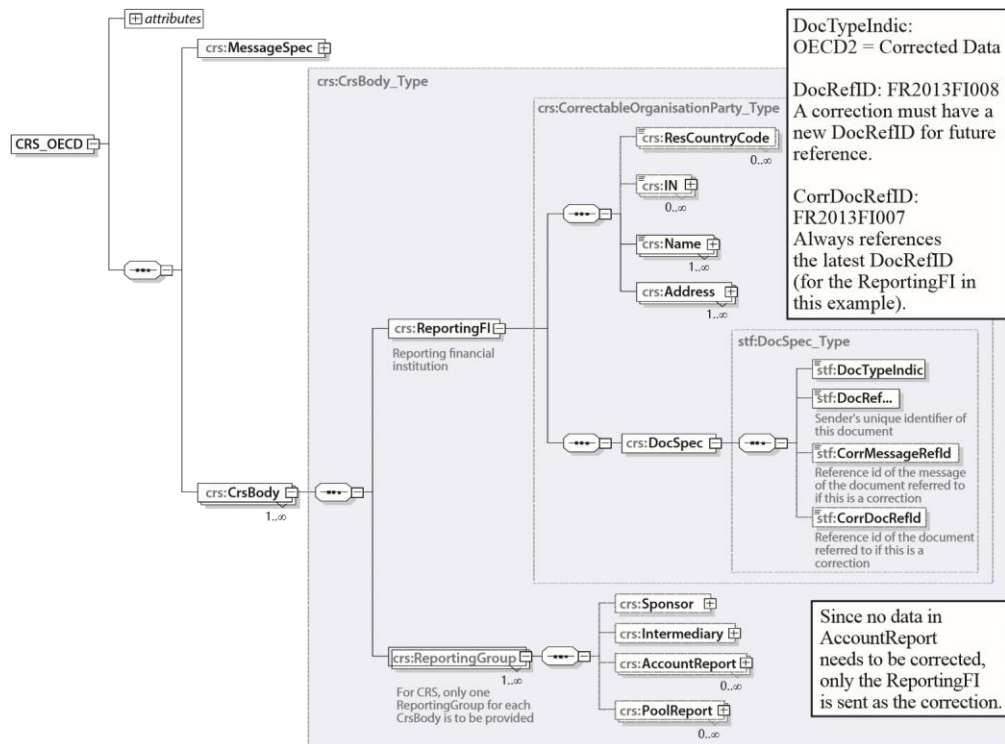 attributes
crs:MessageSpec
CRS_OECD
crs:CrsBody_Type
crs:CorrectableOrganisationParty_Type
crs:ResCountryCode
0..∞
crs:IN
0..∞
crs:Name
1..∞
crs:Address
1..∞
crs:ReportingFI
Reporting financial
institution
stf:DocSpec_Type
stf:DocTypeIndic
stf:DocRef...
Sender's unique identifier of
this document
crs:DocSpec
stf:CorrMessageRefId
Reference id of the message
of the document referred to
if this is a correction
stf:CorrDocRefId
Reference id of the document
referred to if this is a
correction
crs:CrsBody
1..∞
crs:Sponsor
crs:Intermediary
crs:ReportingGroup
1..∞
For CRS, only one
ReportingGroup for each
CrsBody is to be provided
crs:AccountReport
0..∞
crs:PoolReport
0..∞
DocTypeIndic:
OECD2 = Corrected Data
DocRefID: FR2013FI008
A correction must have a
new DocRefID for future
reference.
CorrDocRefID:
FR2013FI007
Always references
the latest DocRefID
(for the ReportingFI in
this example).
Since no data in
AccountReport
needs to be corrected,
only the ReportingFI
is sent as the correction.